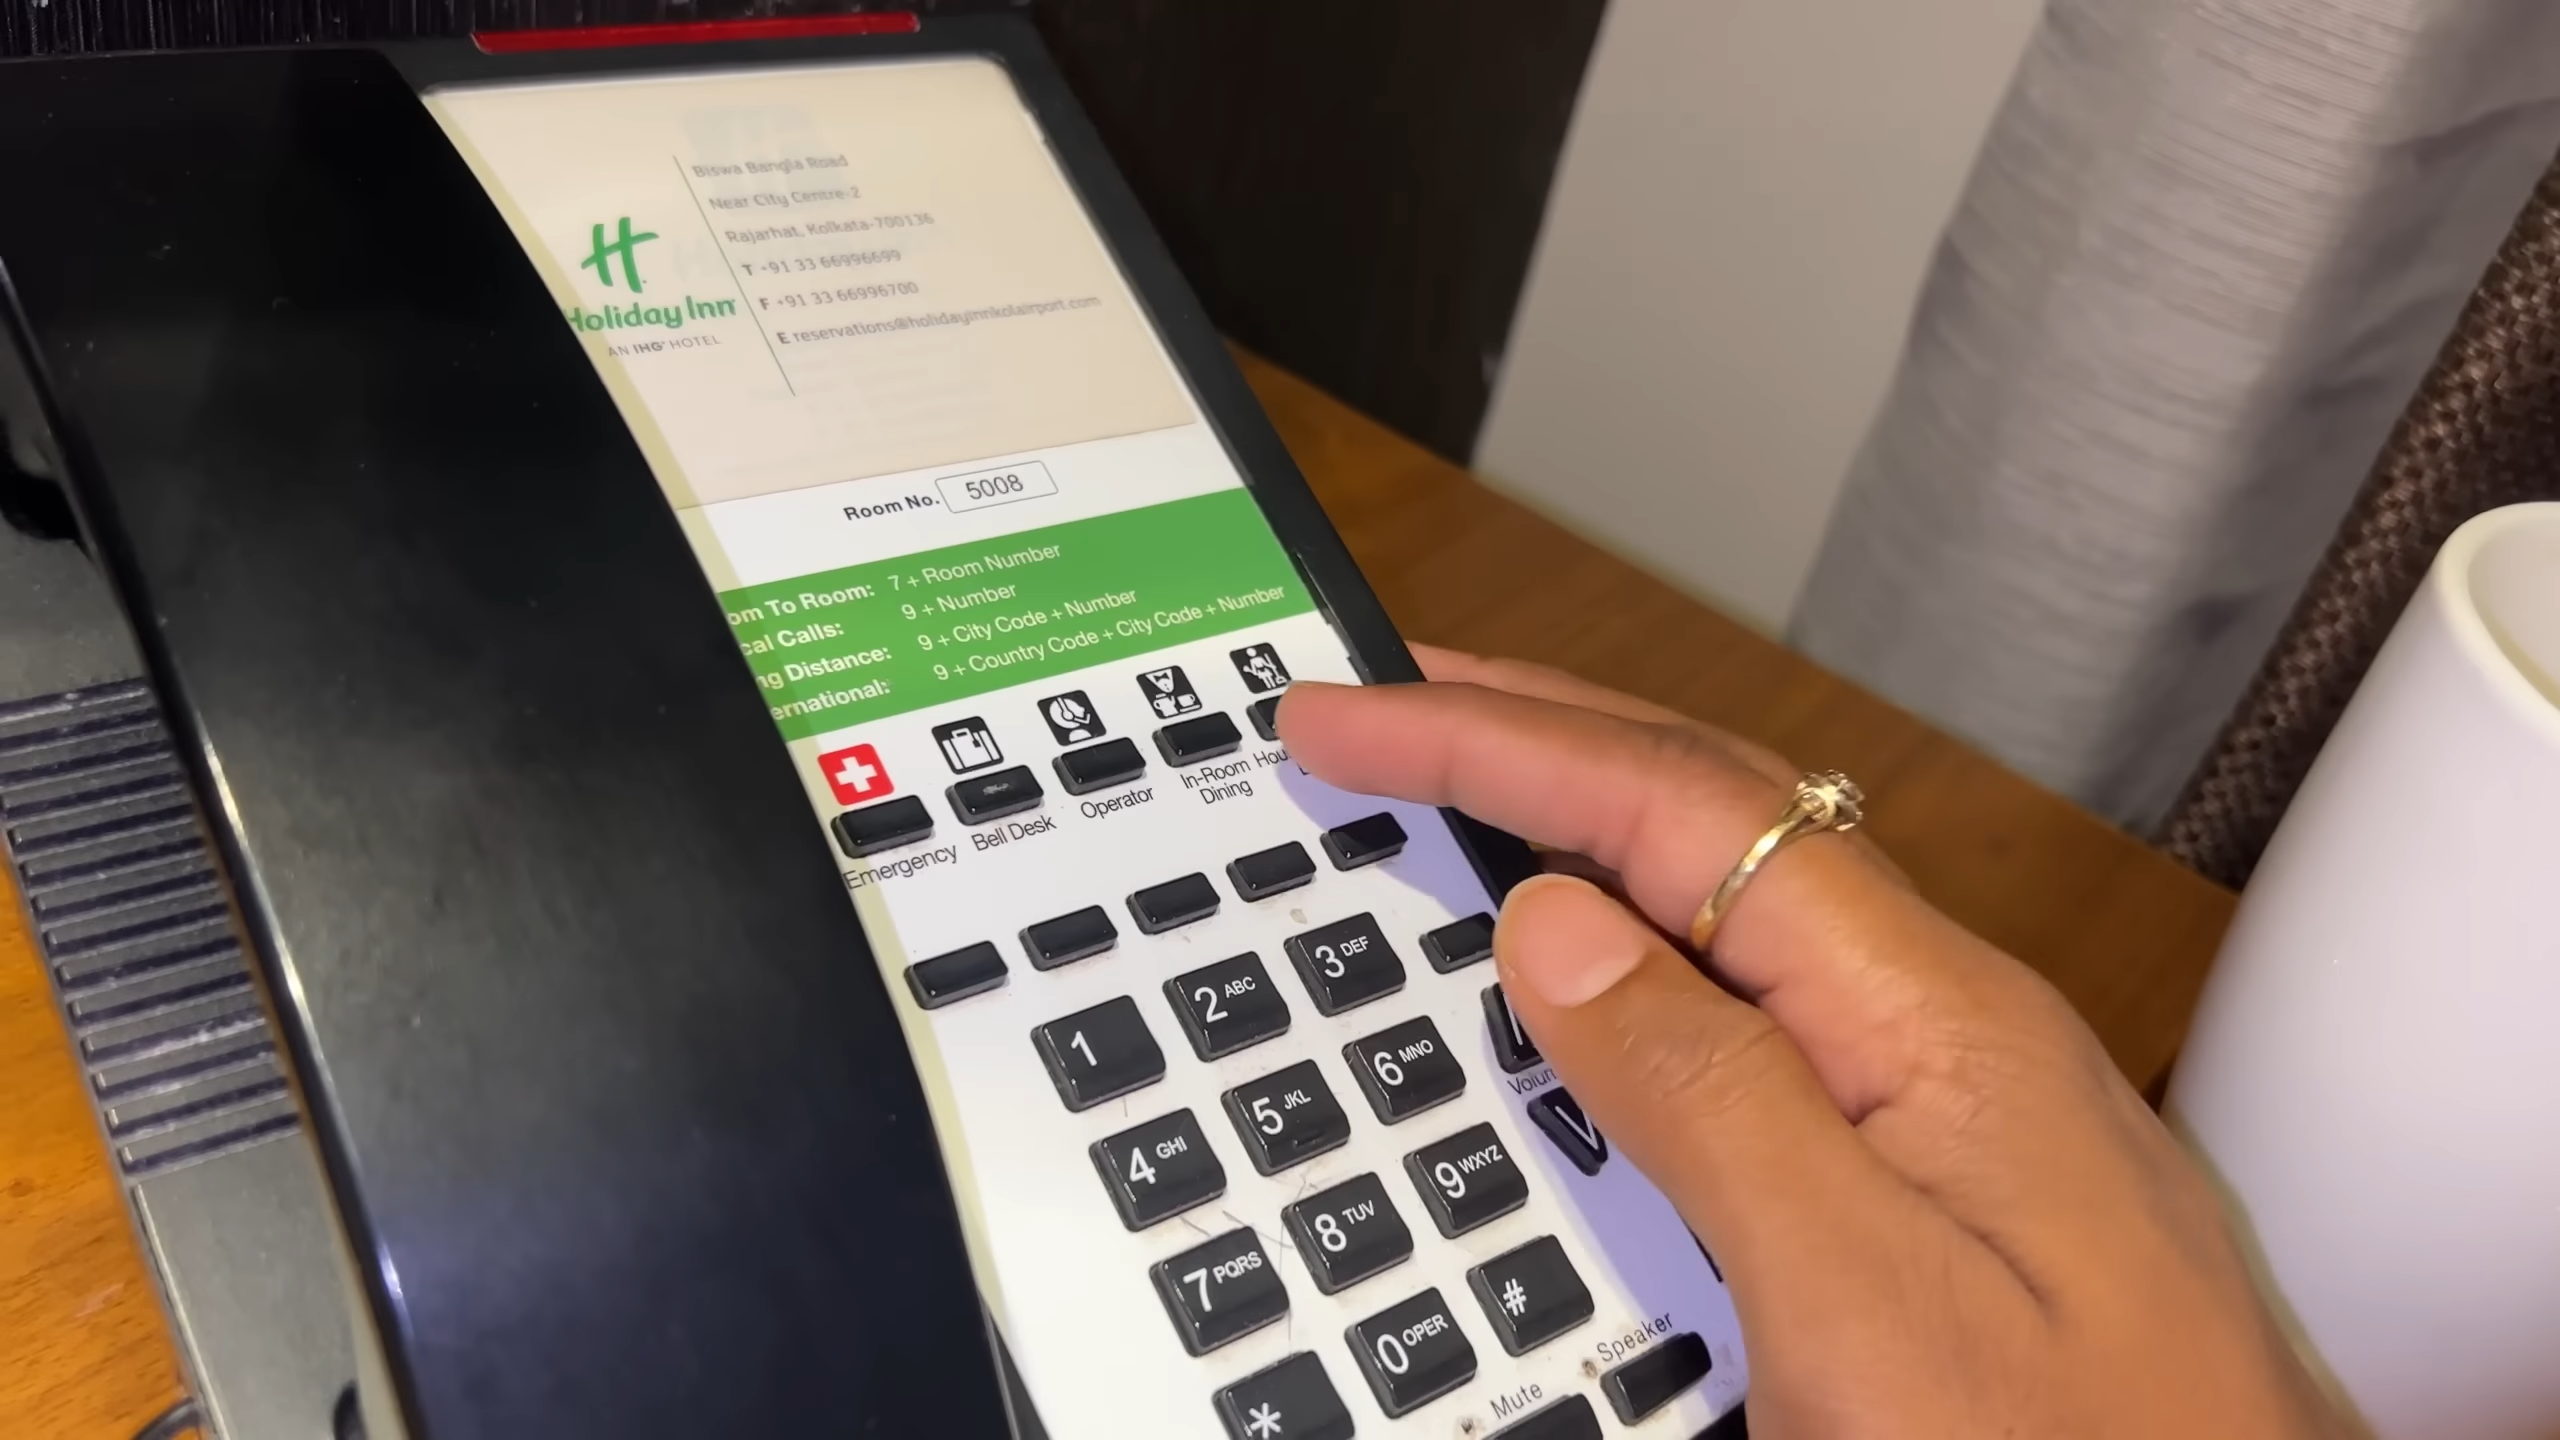 Biswa Bangla Road
Near City Centre-2
Rajarhat, Kolkata-700136
T +91 33 66996699
F +91 33 66996700
E reservations@holidayinnkolairport.com
H
Holiday Inn
AN IHG® HOTEL
Room No. 5008
om To Room: 7 + Room Number
cal Calls: 9 + Number
ng Distance: 9 + City Code + Number
ernational: 9 + Country Code + City Code + Number
Emergency
Bell Desk
Operator
In-Room
Dining
Hou
1
2 ABC
3 DEF
4 GHI
5 JKL
6 MNO
7 PQRS
8 TUV
9 WXYZ
*
0 OPER
#
Volum
Mute
Speaker